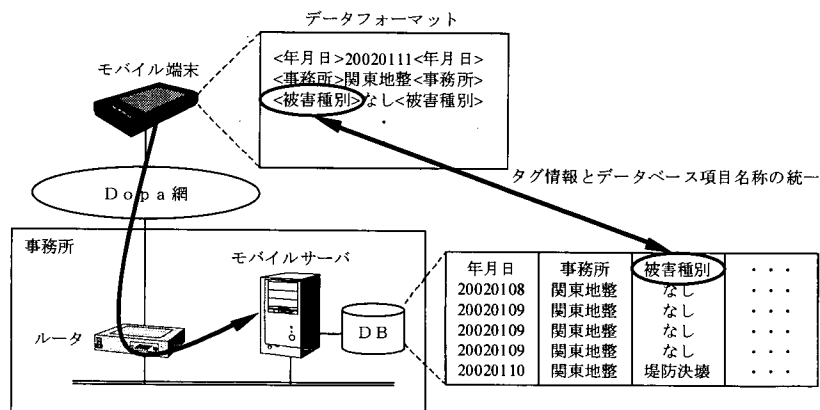 データフォーマット
<年月日>20020111<年月日>
<事務所>関東地整<事務所>
<被害種別>なし<被害種別>
モバイル端末
Dopa網
タグ情報とデータベース項目名称の統一
事務所
モバイルサーバ
ルータ
DB
年月日 事務所 被害種別 ・・・
20020108 関東地整 なし ・・・
20020109 関東地整 なし ・・・
20020109 関東地整 なし ・・・
20020109 関東地整 なし ・・・
20020110 関東地整 堤防決壊 ・・・